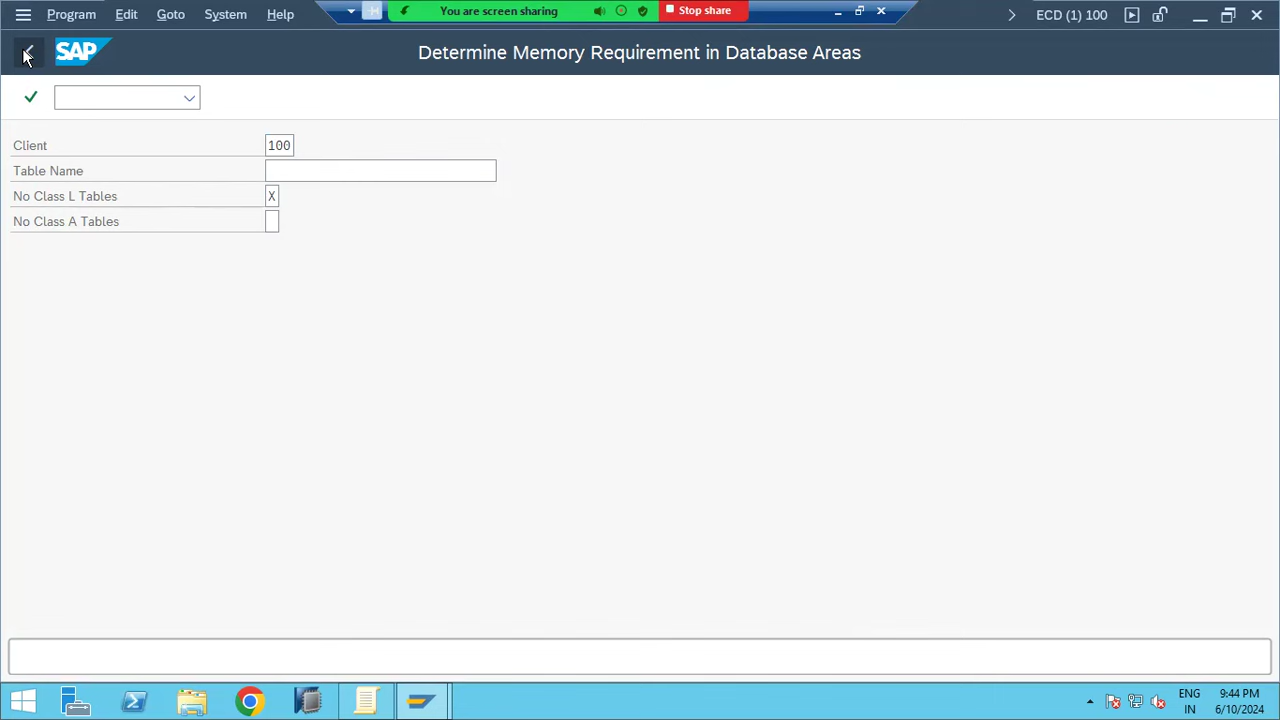 Program Edit Goto System Help You are screen sharing Stop share ECD (1) 100
SAP Determine Memory Requirement in Database Areas
Client 100
Table Name
No Class L Tables X
No Class A Tables
ENG 9:44 PM
IN 6/10/2024